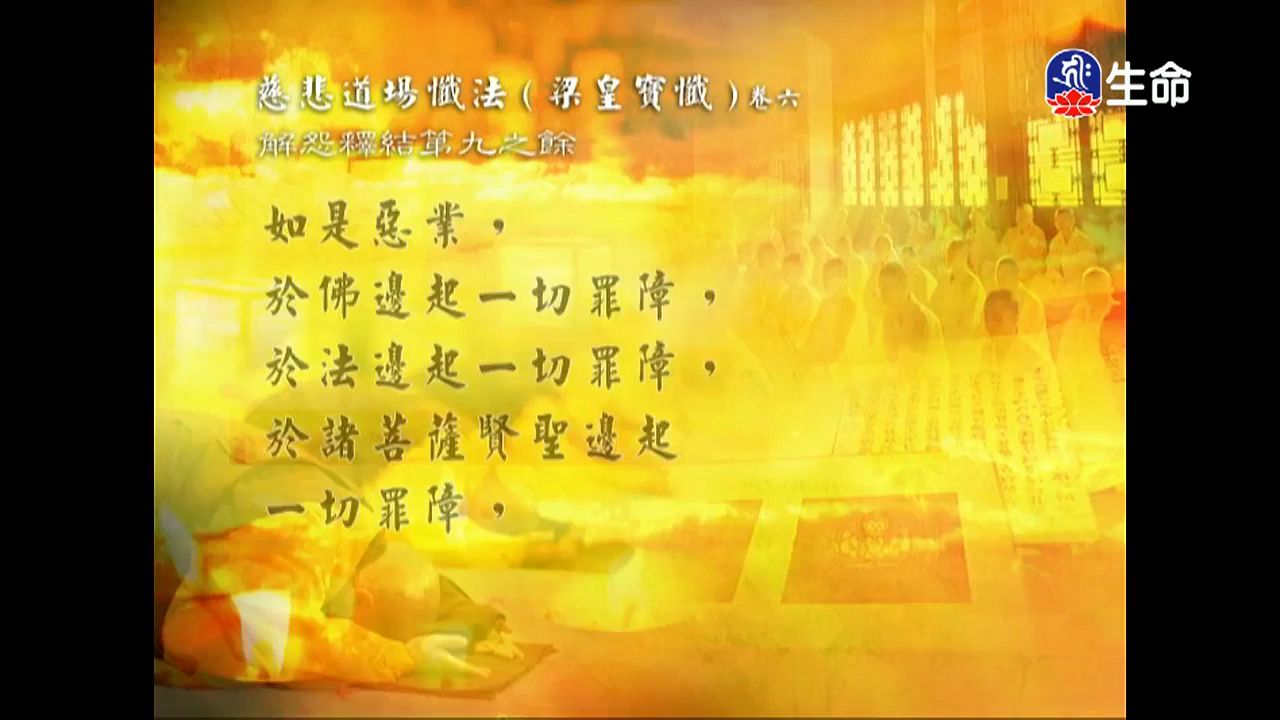 慈悲道場懺法(梁皇寶懺)卷六
生命
解怨釋結第九之餘
如是惡業，
於佛邊起一切罪障，
於法邊起一切罪障，
於諸菩薩賢聖邊起
一切罪障，